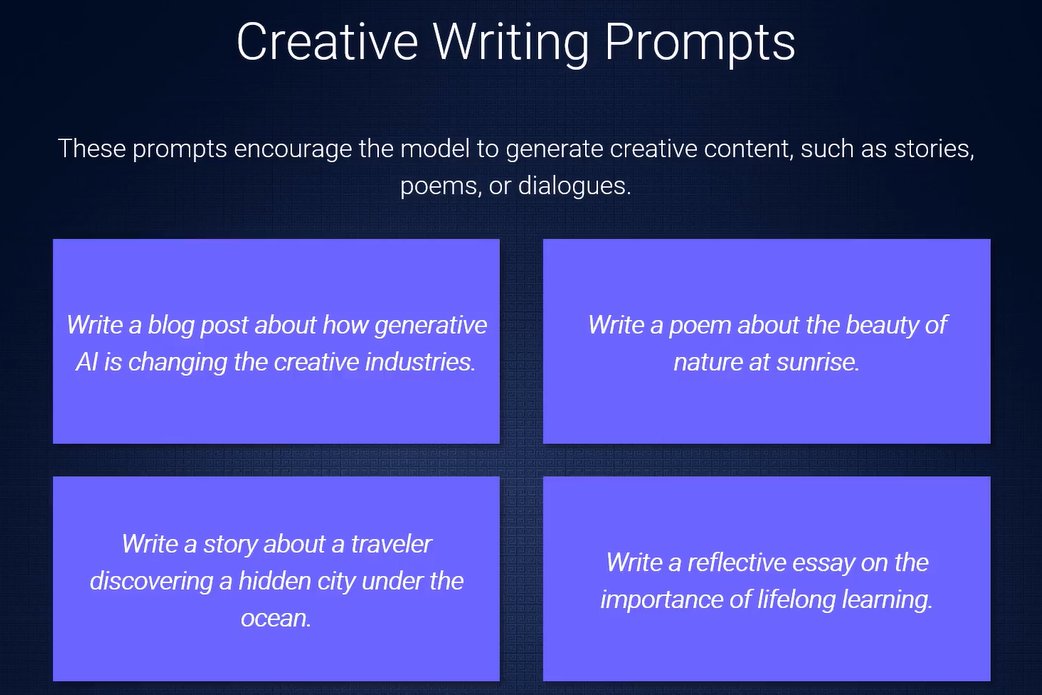 Creative Writing Prompts
These prompts encourage the model to generate creative content, such as stories,
poems, or dialogues.
Write a blog post about how generative
AI is changing the creative industries.
Write a poem about the beauty of
nature at sunrise.
Write a story about a traveler
discovering a hidden city under the
ocean.
Write a reflective essay on the
importance of lifelong learning.